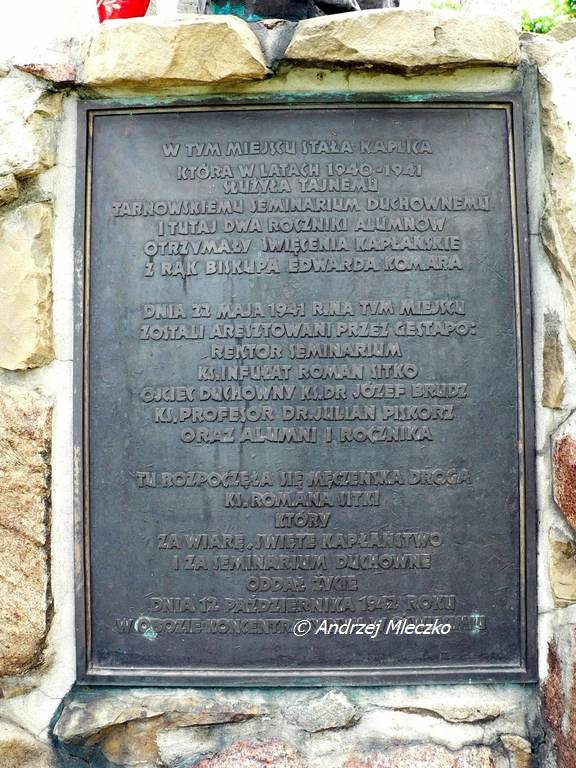 W TYM MIEJSCU STAŁA KAPLICA
KTÓRA W LATACH 1940-1941
SŁUŻYŁA TAJNEMU
TARNOWSKIEMU SEMINARIUM DUCHOWNEMU
I TUTAJ DWA ROCZNIKI ALUMNÓW
OTRZYMAŁY ŚWIĘCENIA KAPŁAŃSKIE
Z RĄK BISKUPA EDWARDA KOMARA
DNIA 22 MAJA 1941 R. NA TYM MIEJSCU
ZOSTALI ARESZTOWANI PRZEZ GESTAPO:
REKTOR SEMINARIUM
KS. INFUŁAT ROMAN SITKO
OJCIEC DUCHOWNY KS. DR JÓZEF BRUDZ
KS. PROFESOR DR. JULIAN PISKORZ
ORAZ ALUMNI I ROCZNIKA
TU ROZPOCZĘŁA SIĘ MĘCZEŃSKA DROGA
KS. ROMANA SITKI
KTÓRY
ZA WIARĘ, ŚWIĘTE KAPŁAŃSTWO
I ZA SEMINARIUM DUCHOWNE
ODDAŁ ŻYCIE
DNIA 12 PAŹDZIERNIKA 1942 ROKU
W OBOZIE
© Andrzej Mleczko